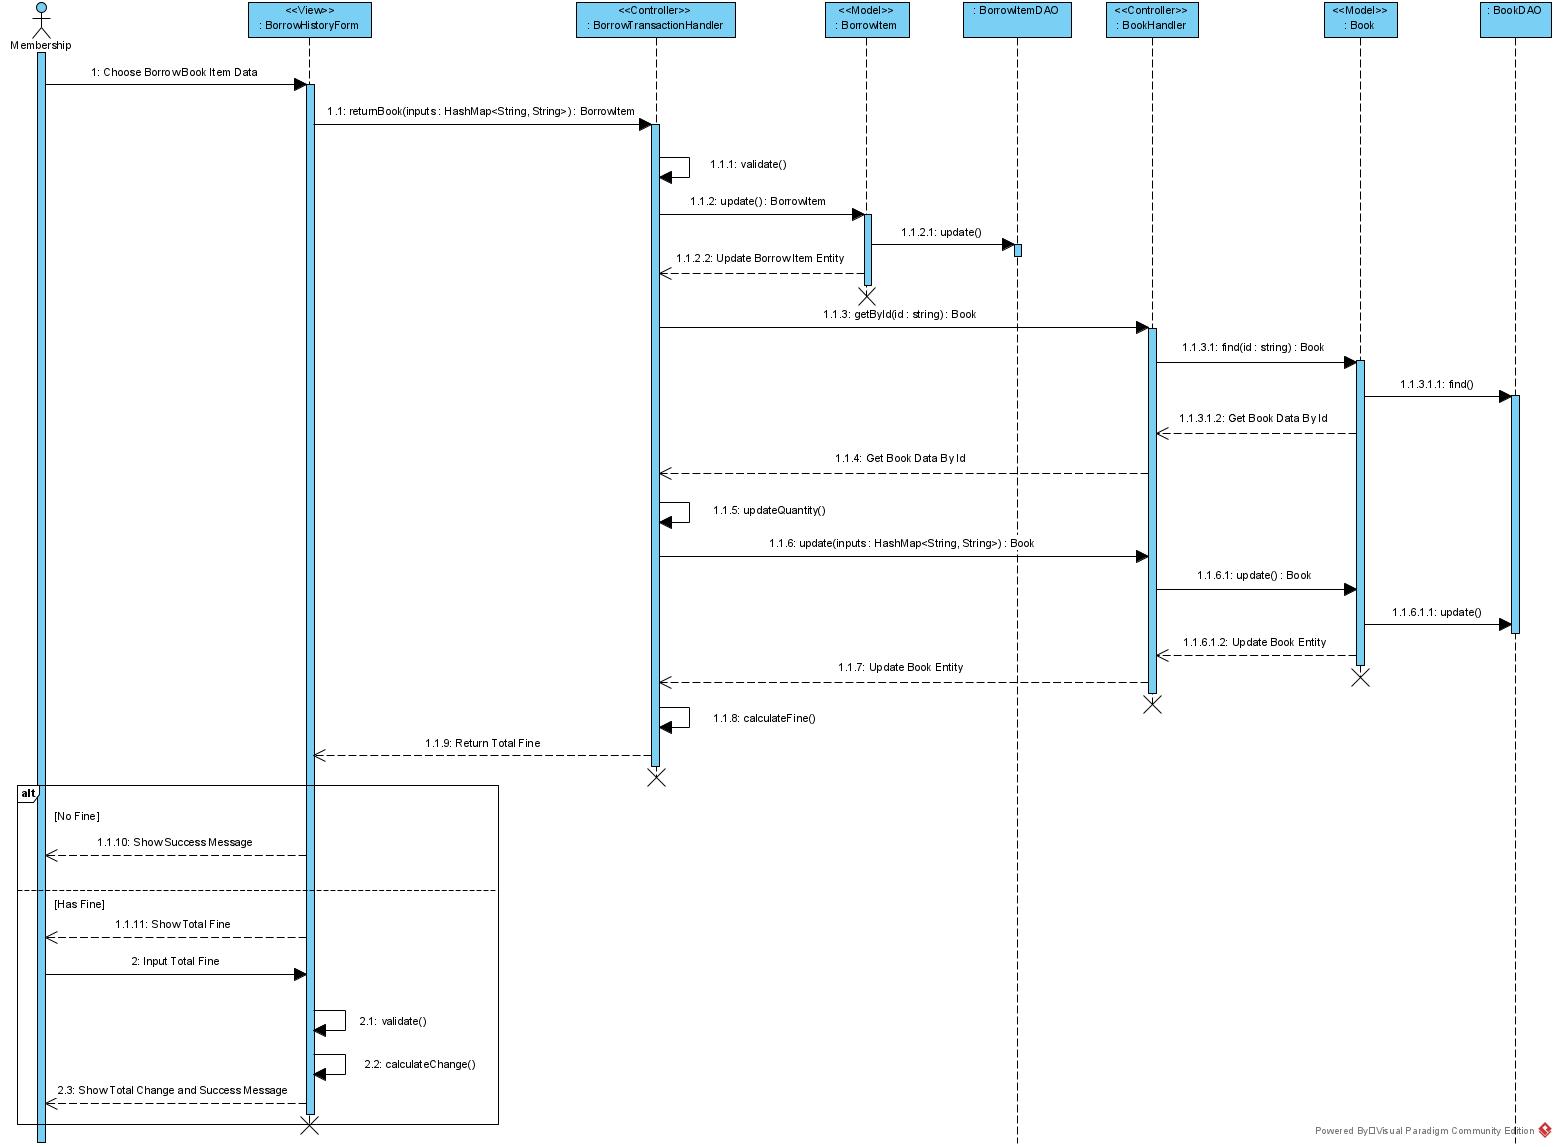 <<View>>
: BorrowHistoryForm
<<Controller>>
: BorrowTransactionHandler
<<Model>>
: BorrowItem
: BorrowItemDAO
<<Controller>>
: BookHandler
<<Model>>
: Book
: BookDAO
Membership
1: Choose BorrowBook Item Data
1.1: returnBook(inputs : HashMap<String, String>) : BorrowItem
1.1.1: validate()
1.1.2: update() : BorrowItem
1.1.2.1: update()
1.1.2.2: Update BorrowItem Entity
1.1.3: getById(id : string) : Book
1.1.3.1: find(id : string) : Book
1.1.3.1.1: find()
1.1.3.1.2: Get Book Data By Id
1.1.4: Get Book Data By Id
1.1.5: updateQuantity()
1.1.6: update(inputs : HashMap<String, String>) : Book
1.1.6.1: update() : Book
1.1.6.1.1: update()
1.1.6.1.2: Update Book Entity
1.1.7: Update Book Entity
1.1.8: calculateFine()
1.1.9: Return Total Fine
alt
[No Fine]
1.1.10: Show Success Message
[Has Fine]
1.1.11: Show Total Fine
2: Input Total Fine
2.1: validate()
2.2: calculateChange()
2.3: Show Total Change and Success Message
Powered By Visual Paradigm Community Edition